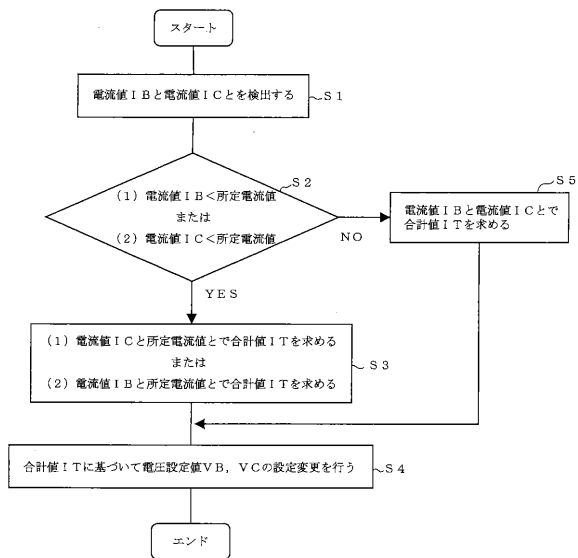 スタート
電流値ＩＢと電流値ＩＣとを検出する
Ｓ１
Ｓ２
（１）電流値ＩＢ＜所定電流値
または
（２）電流値ＩＣ＜所定電流値
ＮＯ
ＹＥＳ
Ｓ５
電流値ＩＢと電流値ＩＣとで
合計値ＩＴを求める
（１）電流値ＩＣと所定電流値とで合計値ＩＴを求める
または
（２）電流値ＩＢと所定電流値とで合計値ＩＴを求める
Ｓ３
合計値ＩＴに基づいて電圧設定値ＶＢ，ＶＣの設定変更を行う
Ｓ４
エンド